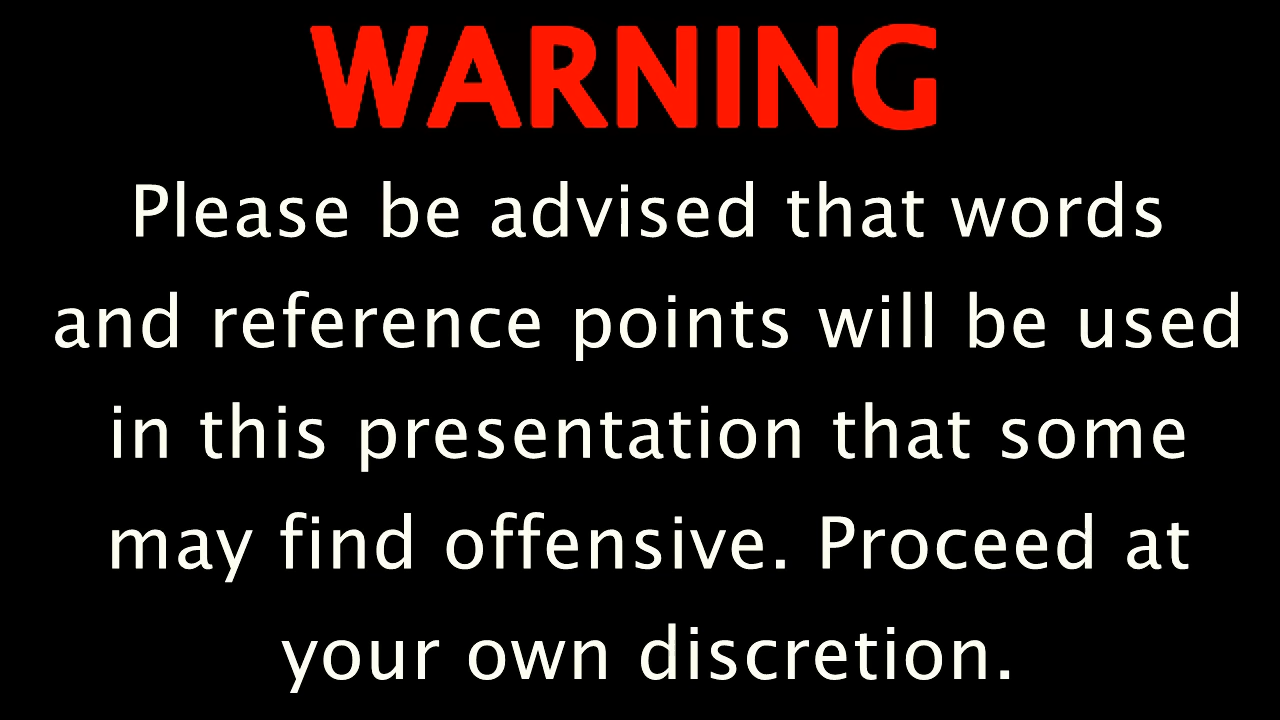 WARNING
Please be advised that words
and reference points will be used
in this presentation that some
may find offensive. Proceed at
your own discretion.